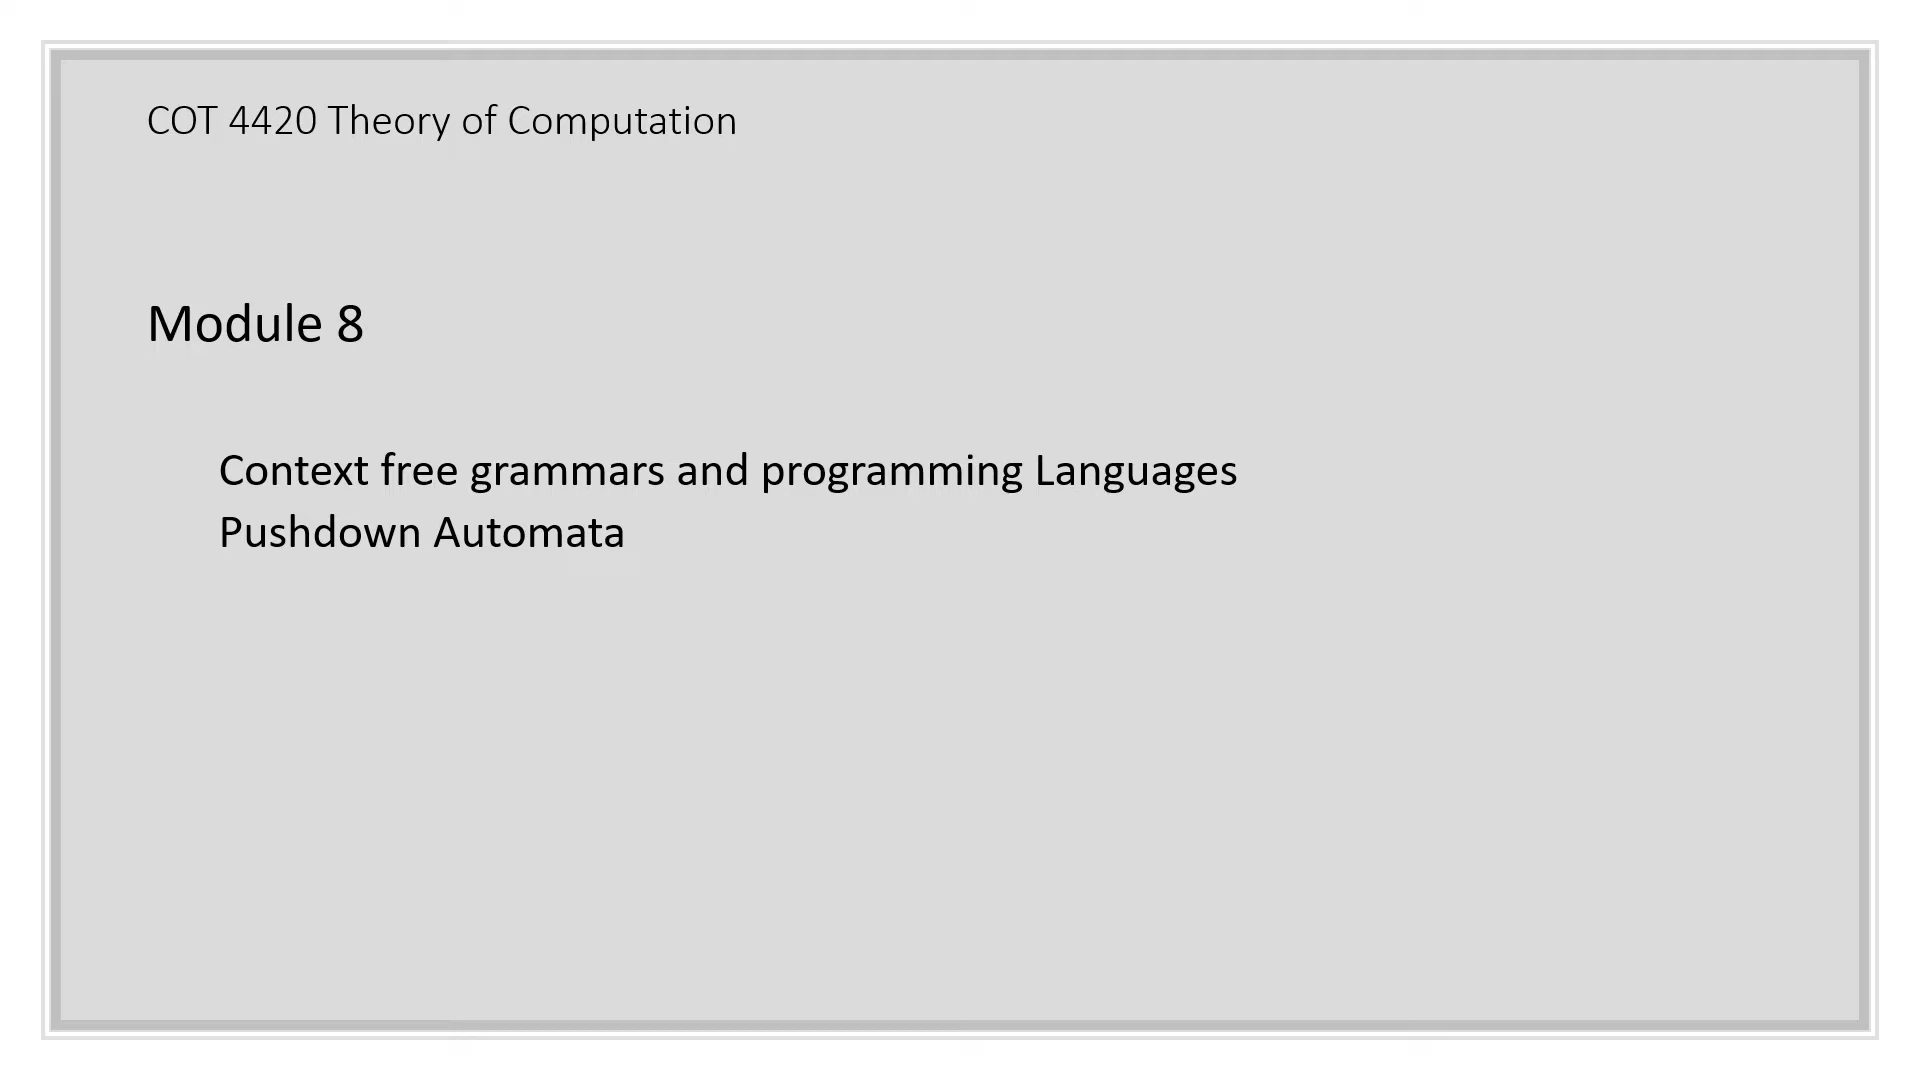 COT 4420 Theory of Computation
Module 8
Context free grammars and programming Languages
Pushdown Automata